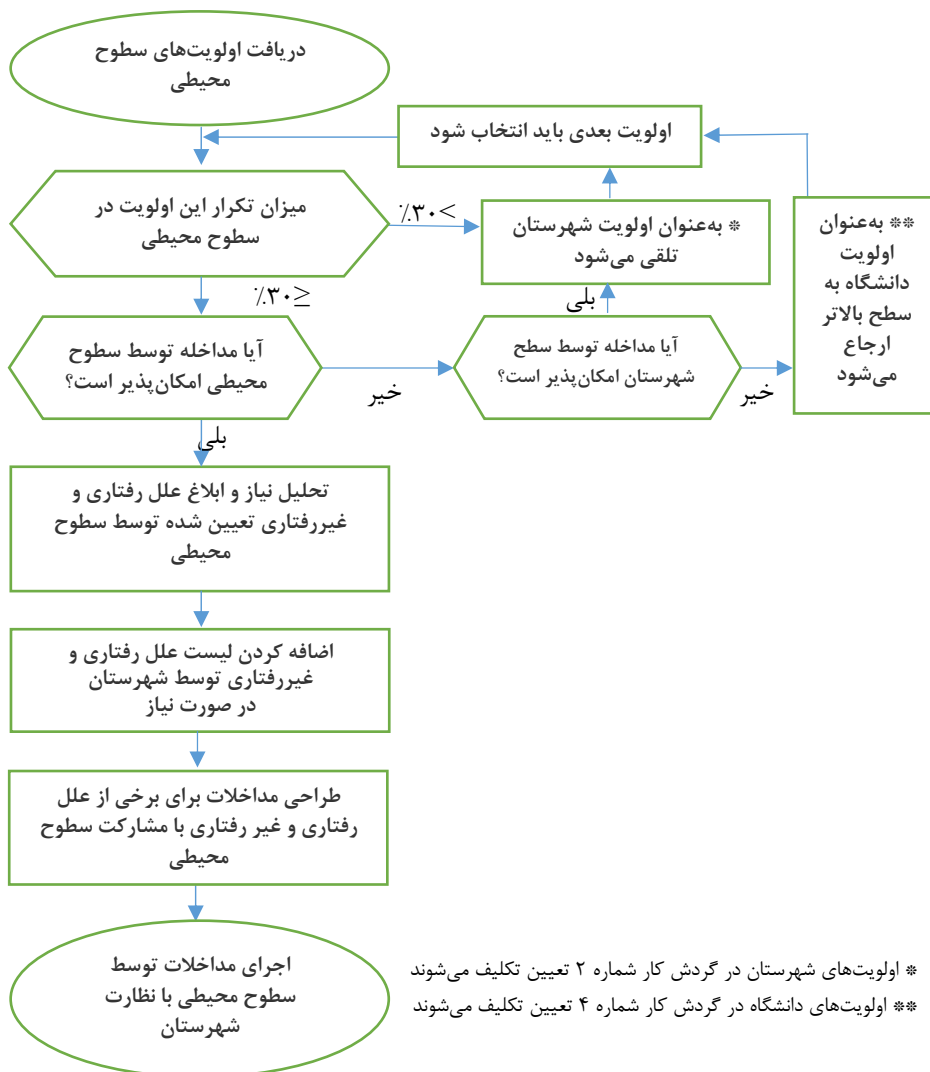 دریافت اولویت‌های سطوح
محیطی
اولویت بعدی باید انتخاب شود
میزان تکرار این اولویت در
سطوح محیطی
٪۳۰>
* به‌عنوان اولویت شهرستان
تلقی می‌شود
** به‌عنوان
اولویت
دانشگاه به
سطح بالاتر
ارجاع
می‌شود
٪۳۰≤
بلی
آیا مداخله توسط سطوح
محیطی امکان‌پذیر است؟
خیر
آیا مداخله توسط سطح
شهرستان امکان‌پذیر است؟
خیر
بلی
تحلیل نیاز و ابلاغ علل رفتاری و
غیررفتاری تعیین شده توسط سطوح
محیطی
اضافه کردن لیست علل رفتاری و
غیررفتاری توسط شهرستان
در صورت نیاز
طراحی مداخلات برای برخی از علل
رفتاری و غیر رفتاری با مشارکت سطوح
محیطی
اجرای مداخلات توسط
سطوح محیطی با نظارت
شهرستان
* اولویت‌های شهرستان در گردش کار شماره ۲ تعیین تکلیف می‌شوند
** اولویت‌های دانشگاه در گردش کار شماره ۴ تعیین تکلیف می‌شوند